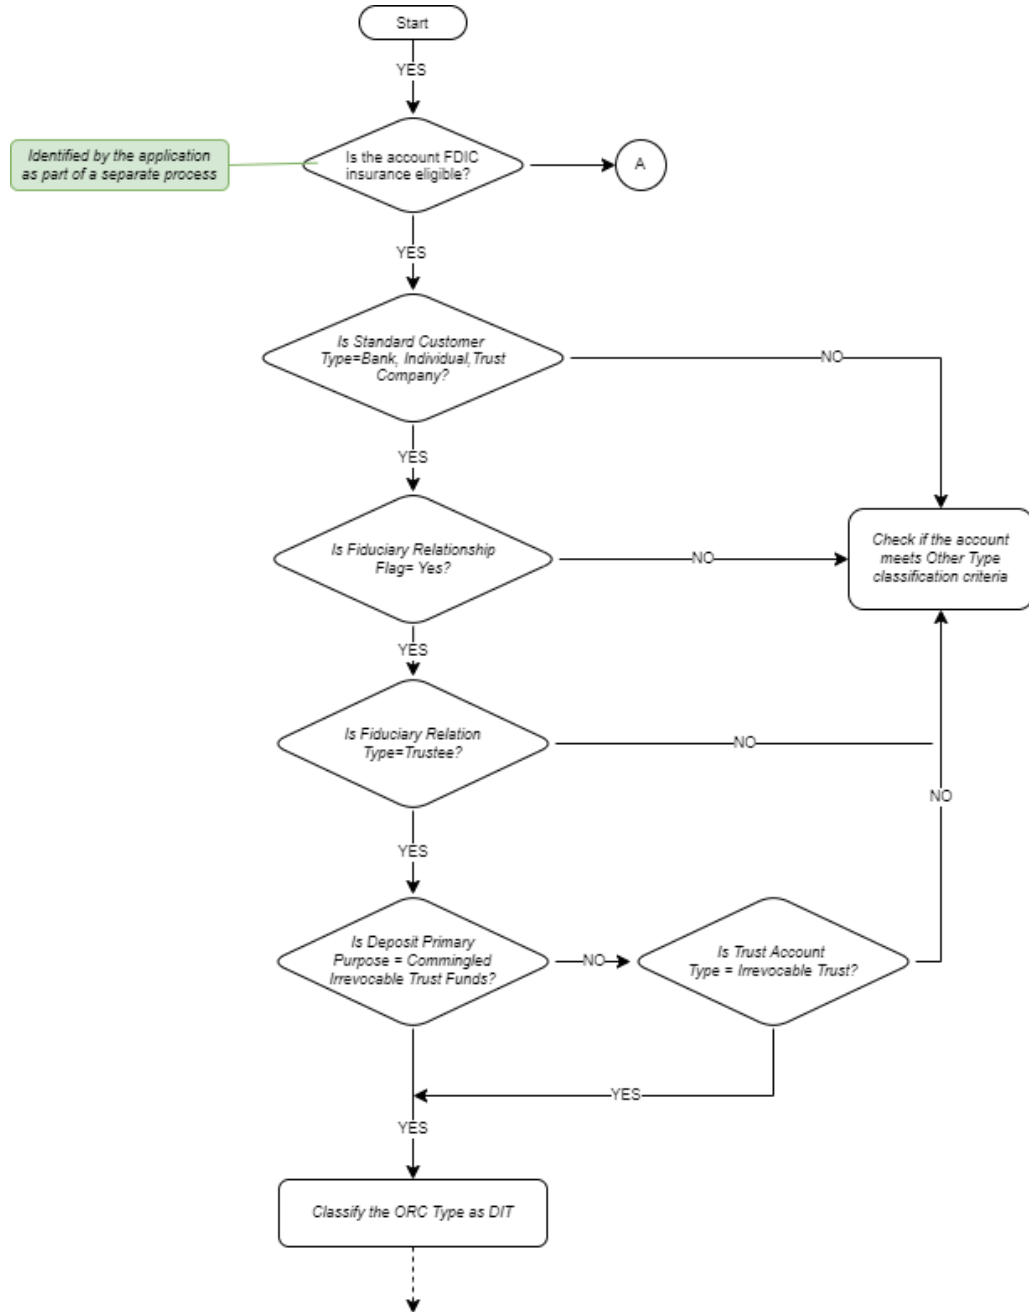 Start
YES
Identified by the application
as part of a separate process
Is the account FDIC
insurance eligible?
A
YES
Is Standard Customer
Type=Bank, Individual,Trust
Company?
NO
YES
Is Fiduciary Relationship
Flag= Yes?
NO
Check if the account
meets Other Type
classification criteria
YES
Is Fiduciary Relation
Type=Trustee?
NO
NO
YES
Is Deposit Primary
Purpose = Commingled
Irrevocable Trust Funds?
NO
Is Trust Account
Type = Irrevocable Trust?
YES
YES
Classify the ORC Type as DIT